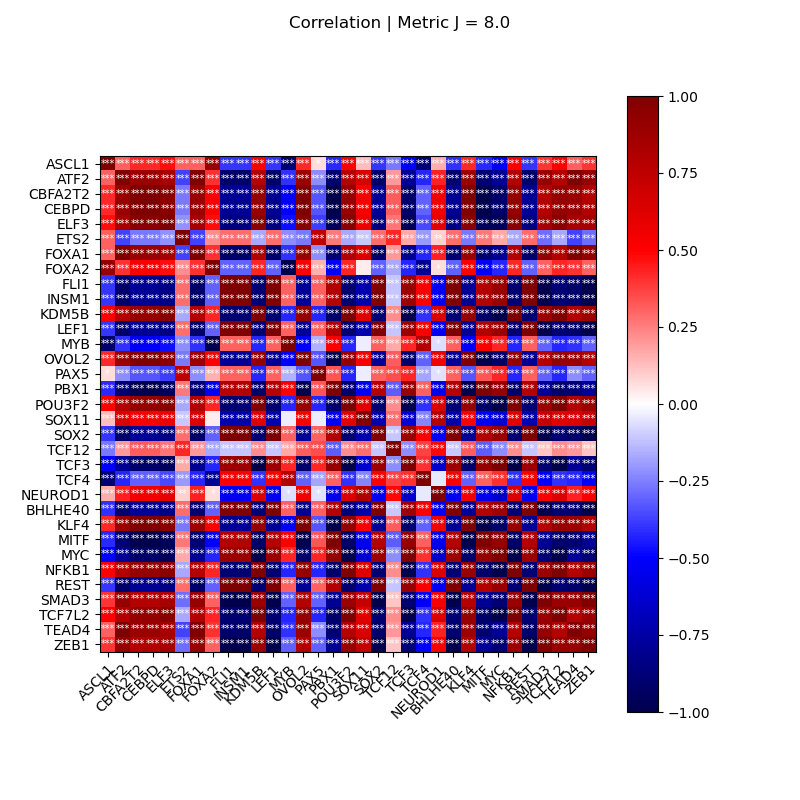 Correlation | Metric J = 8.0
ASCL1
ATF2
CBFA2T2
CEBPD
ELF3
ETS2
FOXA1
FOXA2
FLI1
INSM1
KDM5B
LEF1
MYB
OVOL2
PAX5
PBX1
POU3F2
SOX11
SOX2
TCF12
TCF3
TCF4
NEUROD1
BHLHE40
KLF4
MITF
MYC
NFKB1
REST
SMAD3
TCF7L2
TEAD4
ZEB1
ASCL1
ATF2
CBFA2T2
CEBPD
ELF3
ETS2
FOXA1
FOXA2
FLI1
INSM1
KDM5B
LEF1
MYB
OVOL2
PAX5
PBX1
POU3F2
SOX11
SOX2
TCF12
TCF3
TCF4
NEUROD1
BHLHE40
KLF4
MITF
MYC
NFKB1
REST
SMAD3
TCF7L2
TEAD4
ZEB1
1.00
0.75
0.50
0.25
0.00
−0.25
−0.50
−0.75
−1.00